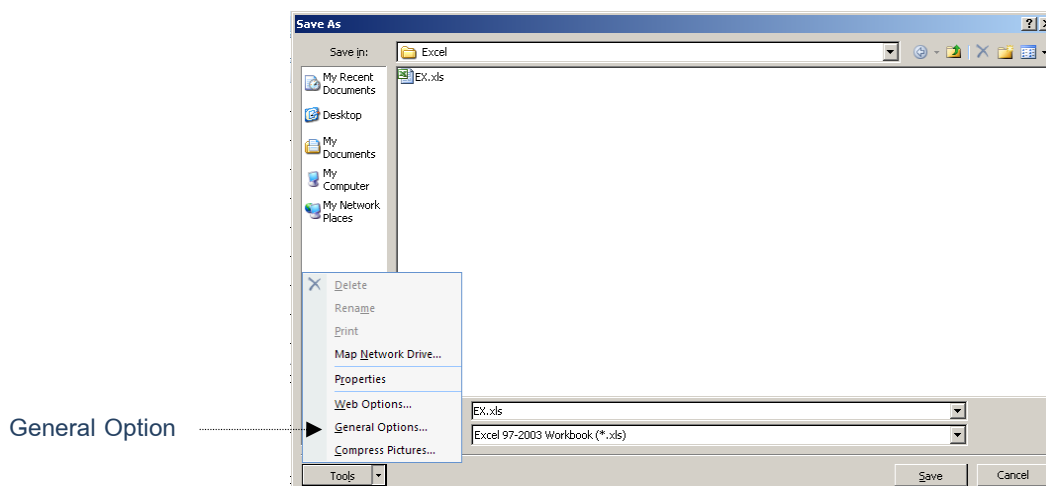 Save As
Save in:
Excel
My Recent
Documents
EX.xls
Desktop
My
Documents
My
Computer
My Network
Places
Delete
Rename
Print
Map Network Drive...
Properties
Web Options...
EX.xls
General Option
General Options...
Excel 97-2003 Workbook (*.xls)
Compress Pictures...
Tools
Save
Cancel